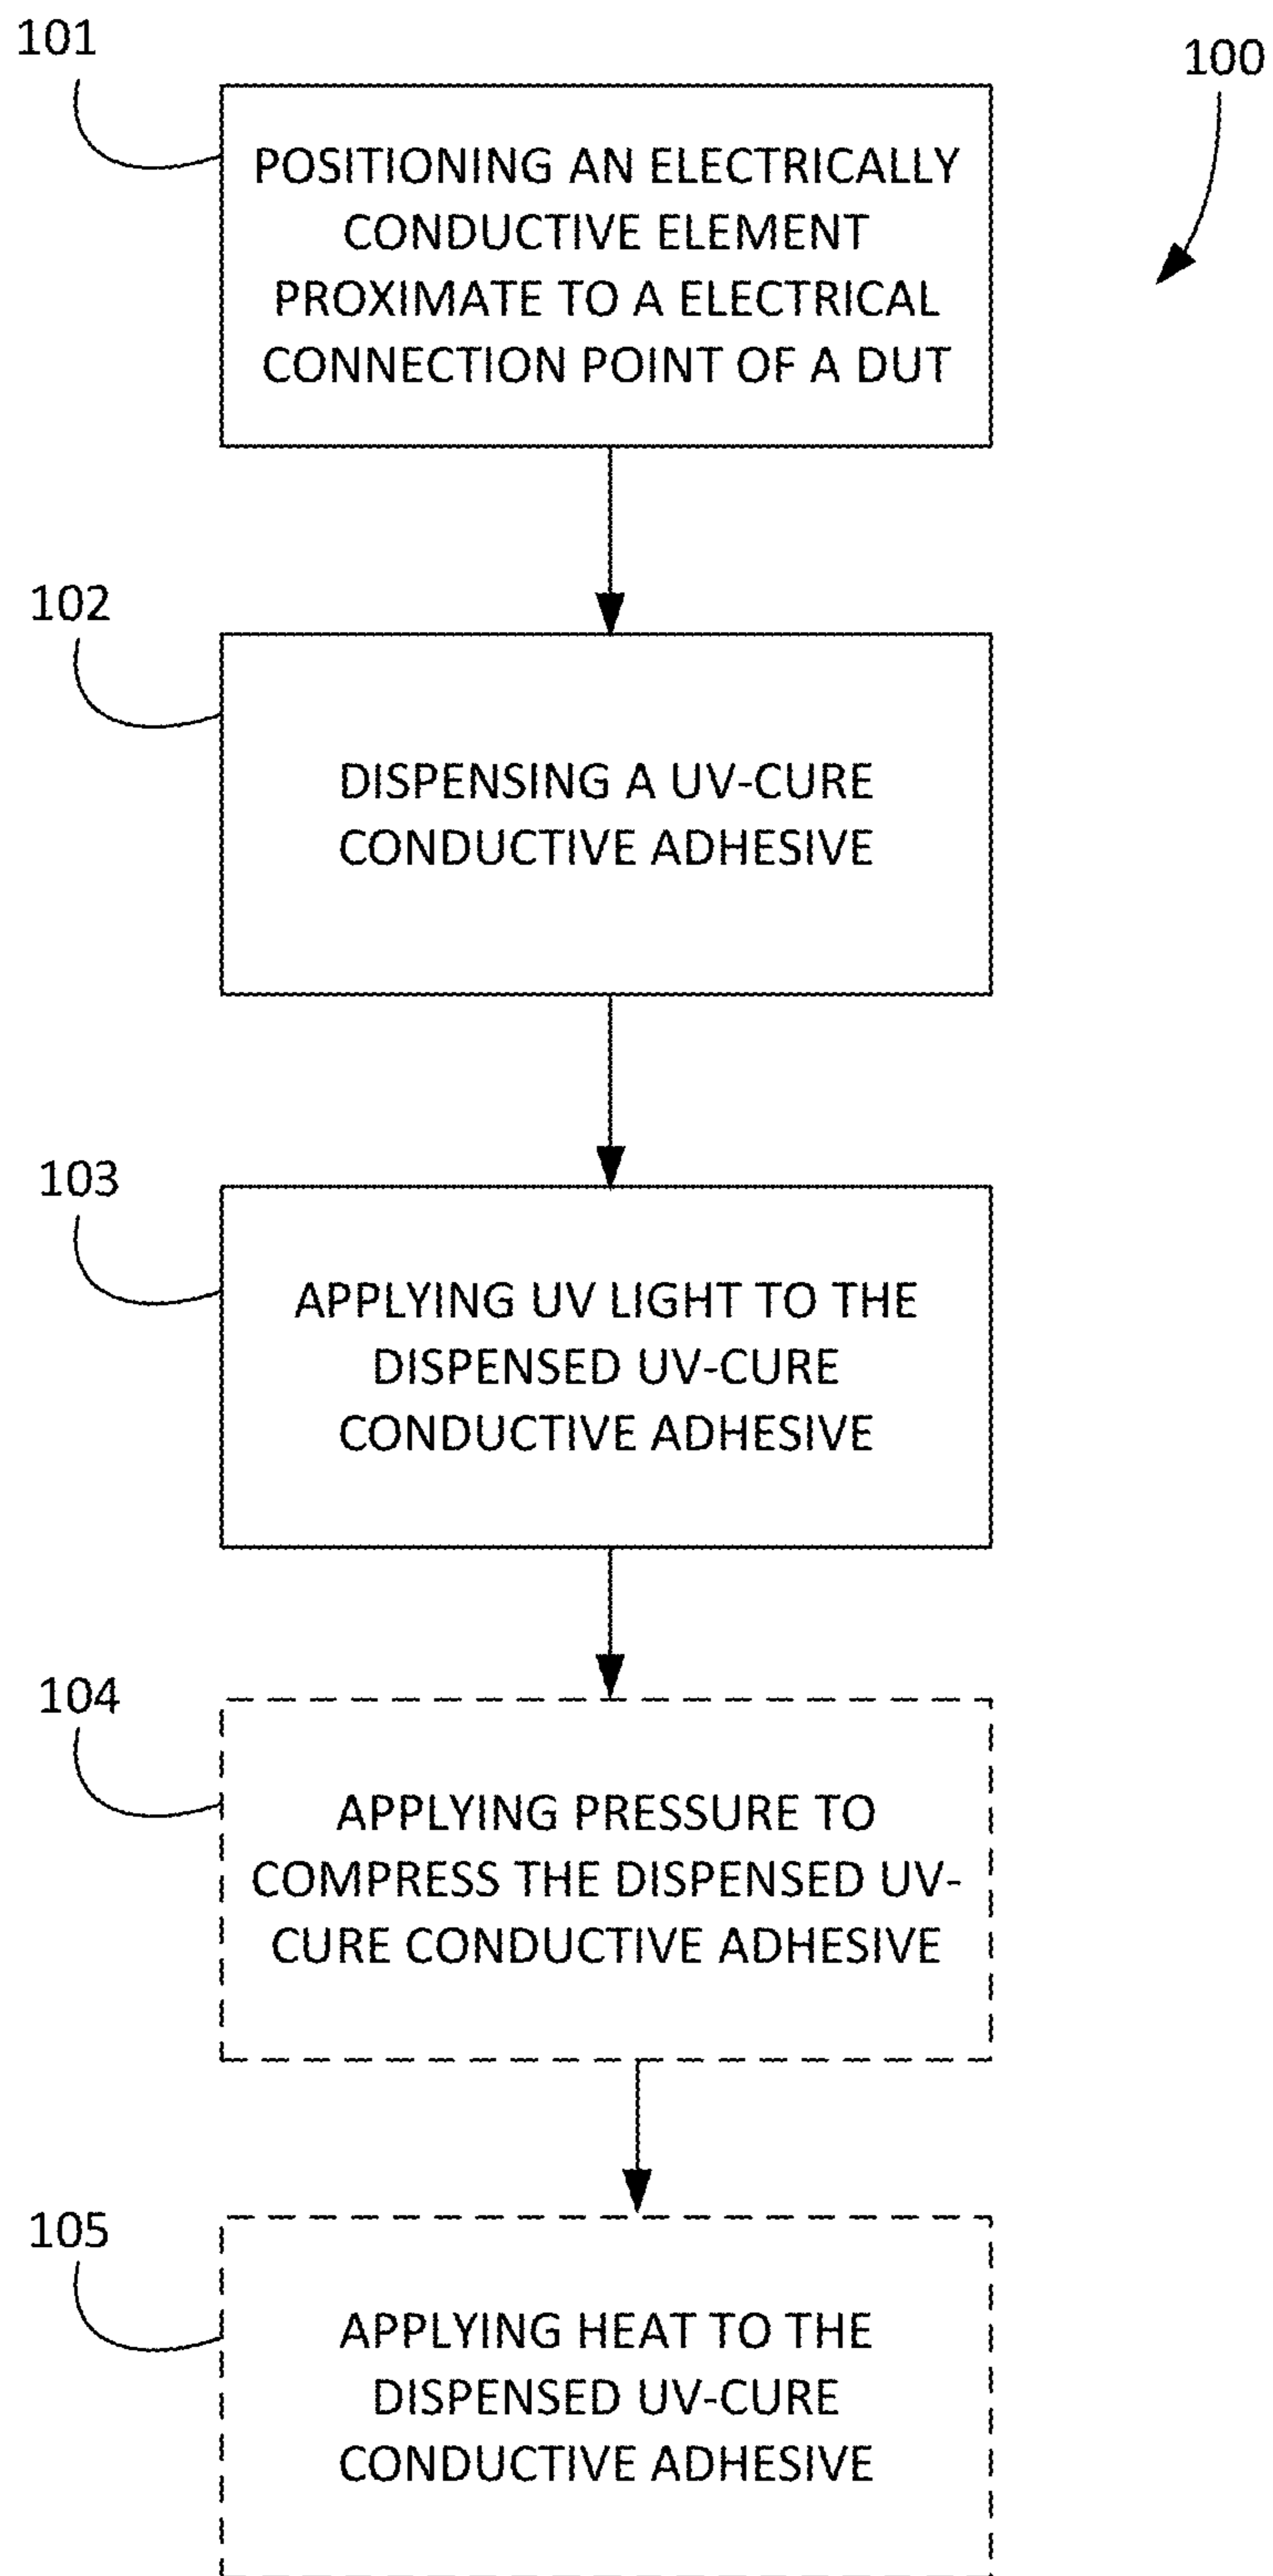 101
100
POSITIONING AN ELECTRICALLY
CONDUCTIVE ELEMENT
PROXIMATE TO A ELECTRICAL
CONNECTION POINT OF A DUT
102
DISPENSING A UV-CURE
CONDUCTIVE ADHESIVE
103
APPLYING UV LIGHT TO THE
DISPENSED UV-CURE
CONDUCTIVE ADHESIVE
104
APPLYING PRESSURE TO
COMPRESS THE DISPENSED UV-
CURE CONDUCTIVE ADHESIVE
105
APPLYING HEAT TO THE
DISPENSED UV-CURE
CONDUCTIVE ADHESIVE